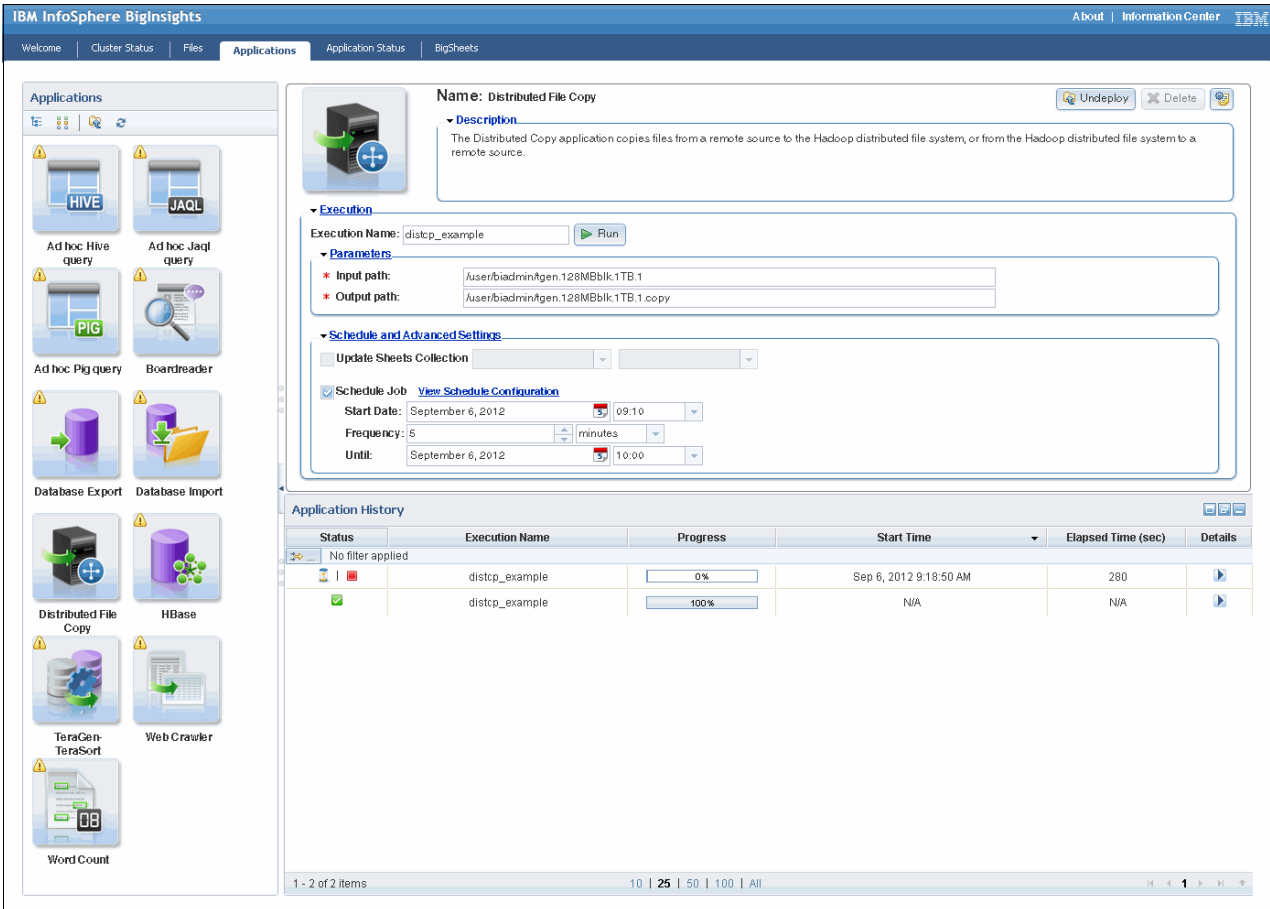 IBM InfoSphere BigInsights
About | Information Center IBM
Welcome | Cluster Status | Files | Applications | Application Status | BigSheets
Applications
HIVE
JAQL
Ad hoc Hive query
Ad hoc Jaql query
PIG
Ad hoc Pig query
Boardreader
Database Export
Database Import
Distributed File Copy
HBase
TeraGen-TeraSort
Web Crawler
08
Word Count
Name: Distributed File Copy
Undeploy
Delete
Description
The Distributed Copy application copies files from a remote source to the Hadoop distributed file system, or from the Hadoop distributed file system to a
remote source.
Execution
Execution Name: distcp_example Run
Parameters
* Input path: /user/biadmin/tgen.128MBblk.1TB.1
* Output path: /user/biadmin/tgen.128MBblk.1TB.1.copy
Schedule and Advanced Settings
Update Sheets Collection
Schedule Job View Schedule Configuration
Start Date: September 6, 2012 5 09:10
Frequency: 5 minutes
Until: September 6, 2012 5 10:00
Application History
Status Execution Name Progress Start Time Elapsed Time (sec) Details
... No filter applied
| distcp_example 0% Sep 6, 2012 9:18:50 AM 280
distcp_example 100% N/A N/A
1 - 2 of 2 items 10 | 25 | 50 | 100 | All 1